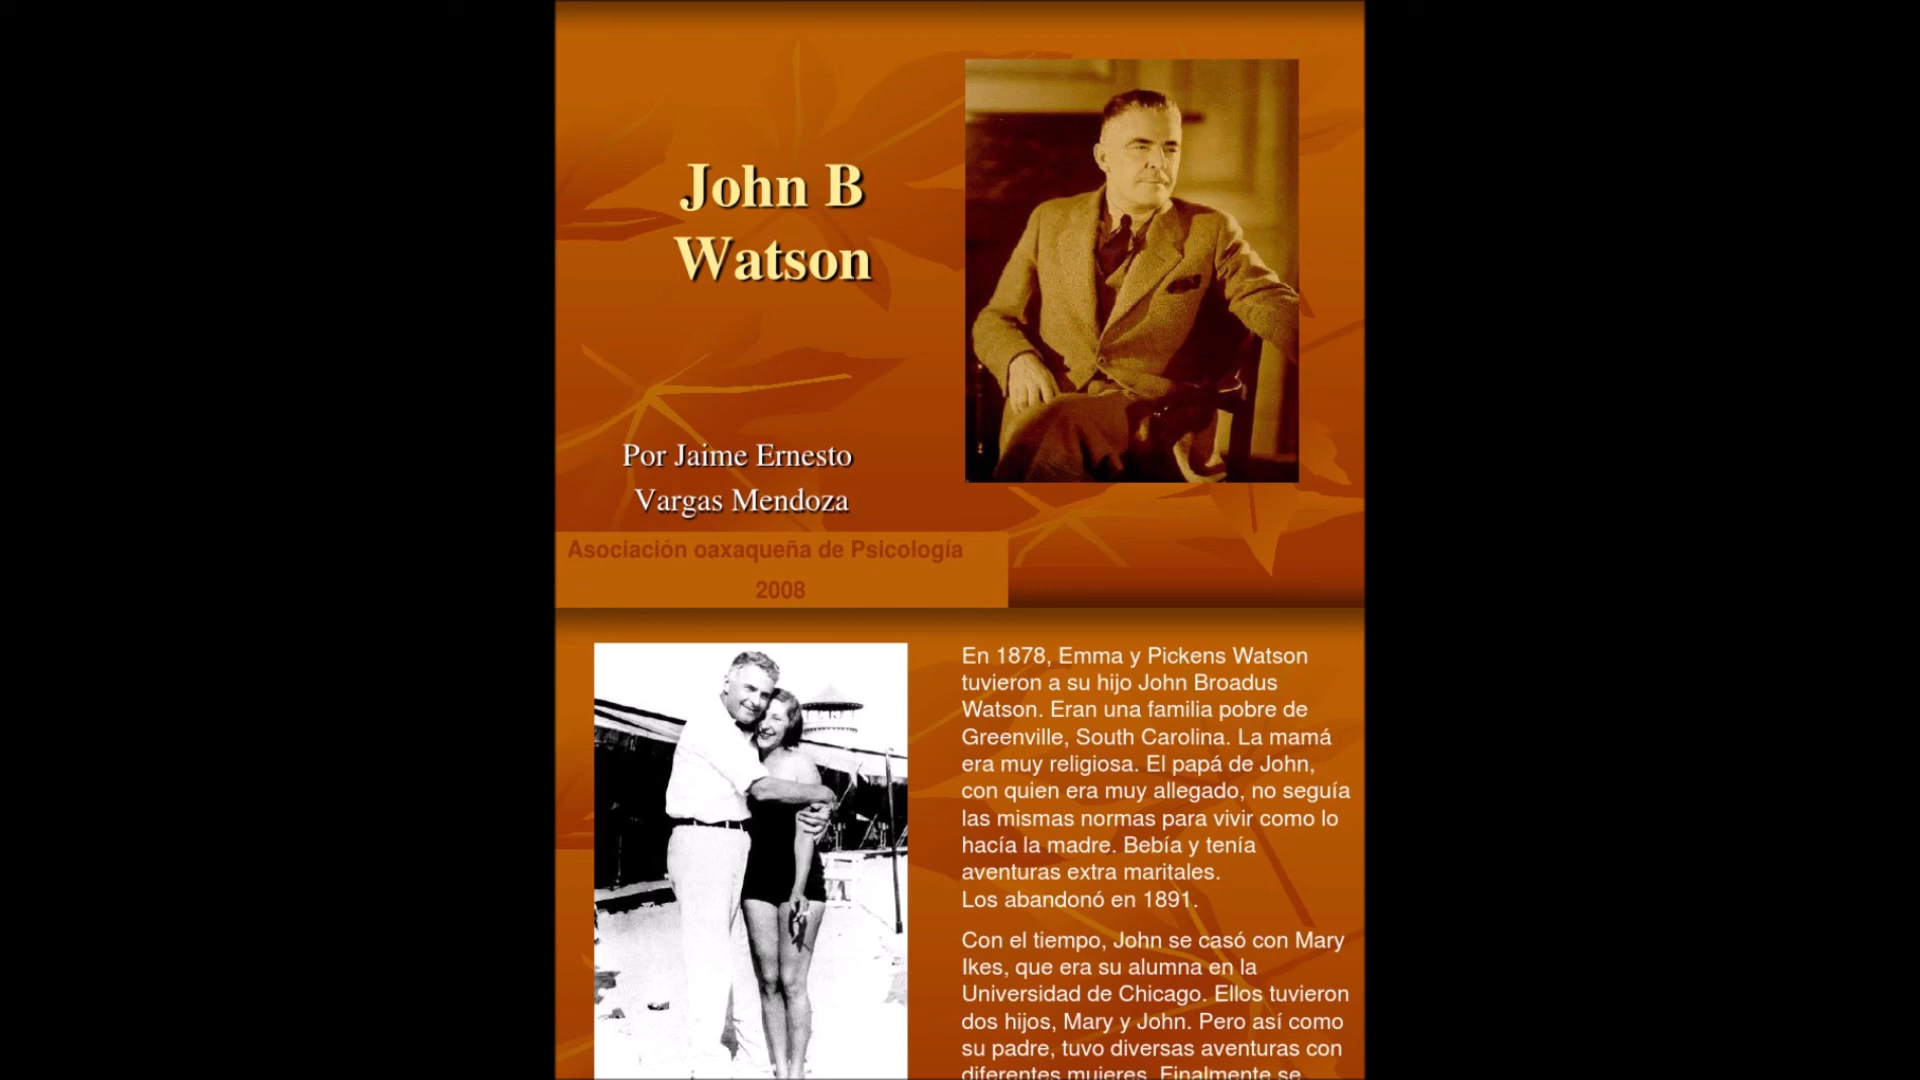 John B
Watson
Por Jaime Ernesto
Vargas Mendoza
Asociación oaxaqueña de Psicología
2008
En 1878, Emma y Pickens Watson
tuvieron a su hijo John Broadus
Watson. Eran una familia pobre de
Greenville, South Carolina. La mamá
era muy religiosa. El papá de John,
con quien era muy allegado, no seguía
las mismas normas para vivir como lo
hacía la madre. Bebía y tenía
aventuras extra maritales.
Los abandonó en 1891.
Con el tiempo, John se casó con Mary
Ikes, que era su alumna en la
Universidad de Chicago. Ellos tuvieron
dos hijos, Mary y John. Pero así como
su padre, tuvo diversas aventuras con
diferentes mujeres. Finalmente se